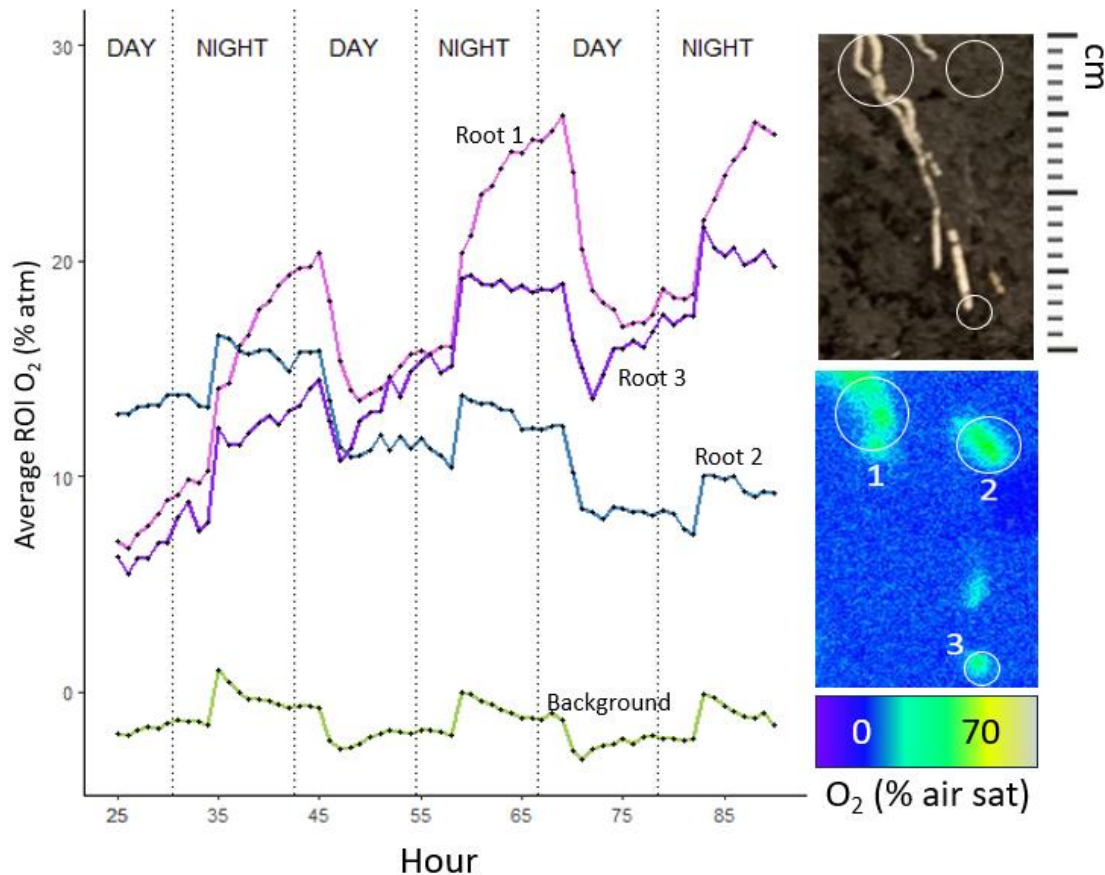 DAY NIGHT DAY NIGHT DAY NIGHT
30
20
10
0
Average ROI O₂ (% atm)
Root 1
Root 3
Root 2
Background
25 35 45 55 65 75 85
Hour
cm
1
2
3
0 70
O₂ (% air sat)